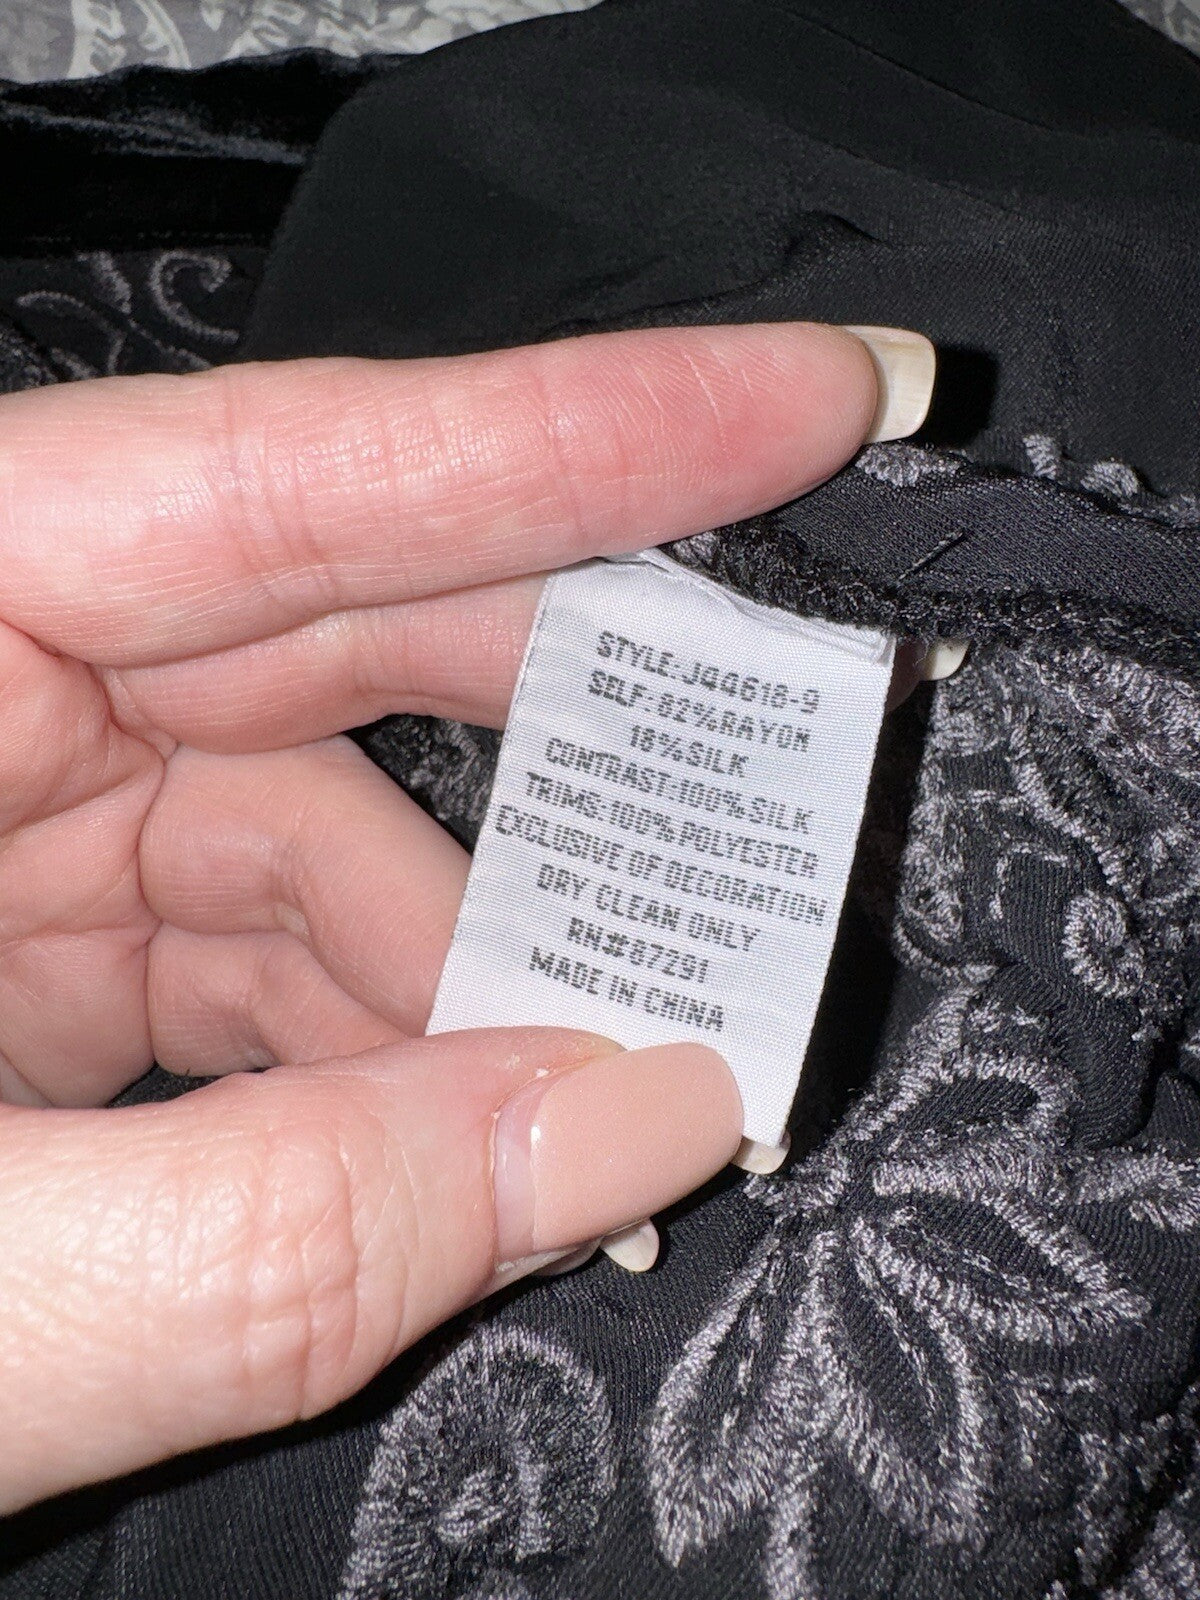 STYLE:J44618-9
SELF:82%RAYON
18%SILK
CONTRAST:100%SILK
TRIMS:100%POLYESTER
EXCLUSIVE OF DECORATION
DRY CLEAN ONLY
RN#87291
MADE IN CHINA